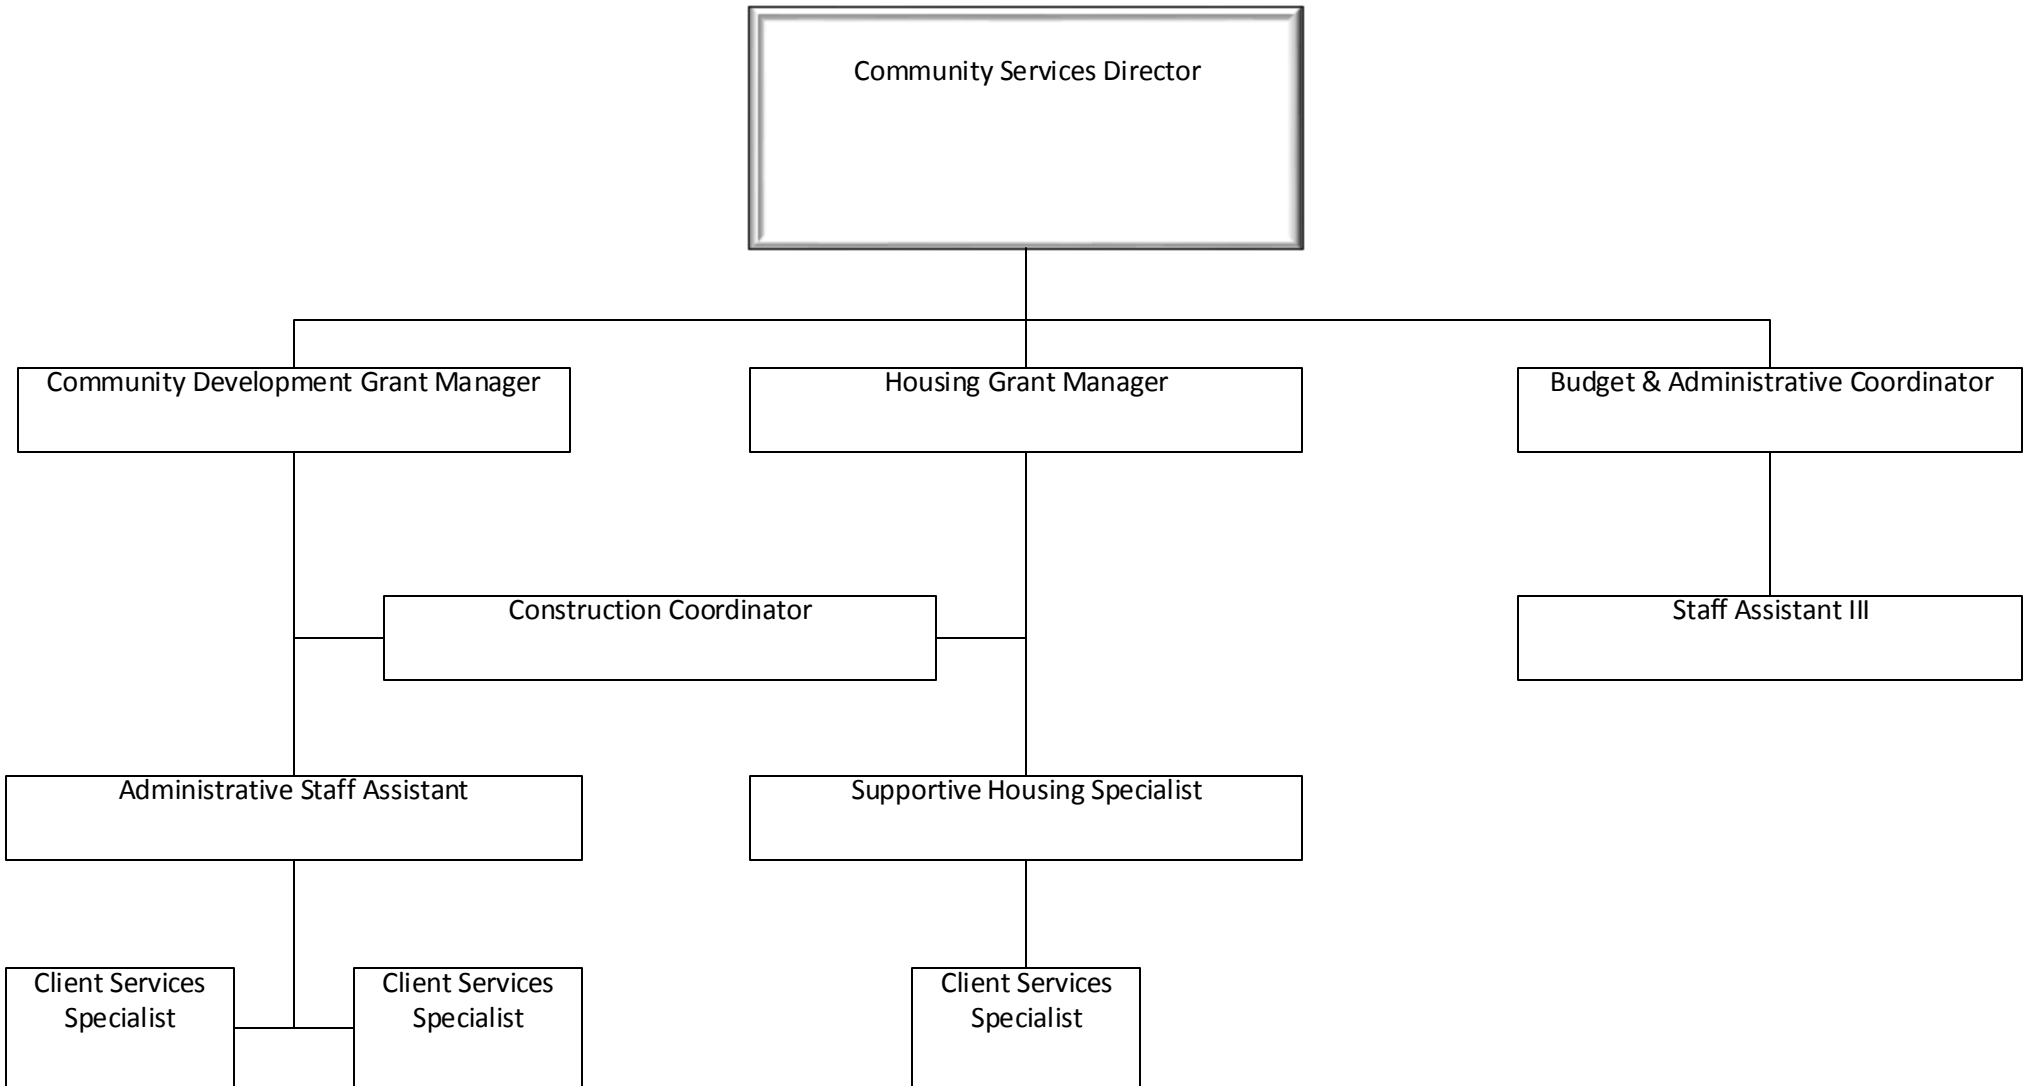 Community Services Director
Community Development Grant Manager
Housing Grant Manager
Budget & Administrative Coordinator
Construction Coordinator
Staff Assistant III
Administrative Staff Assistant
Supportive Housing Specialist
Client Services
Specialist
Client Services
Specialist
Client Services
Specialist